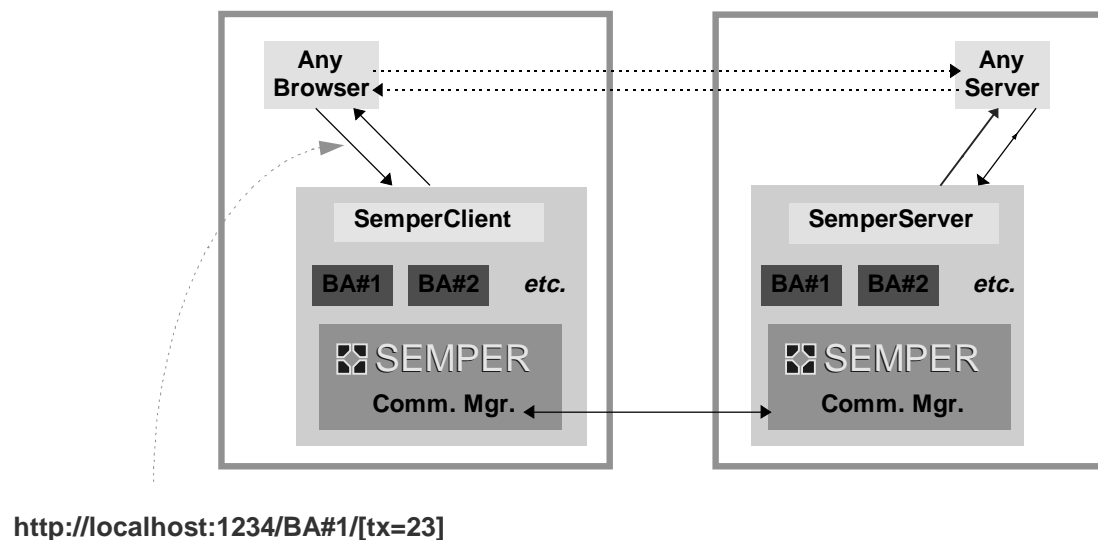 Any
Browser
Any
Server
SemperClient
BA#1 BA#2 etc.
SEMPER
Comm. Mgr.
SemperServer
BA#1 BA#2 etc.
SEMPER
Comm. Mgr.
http://localhost:1234/BA#1/[tx=23]